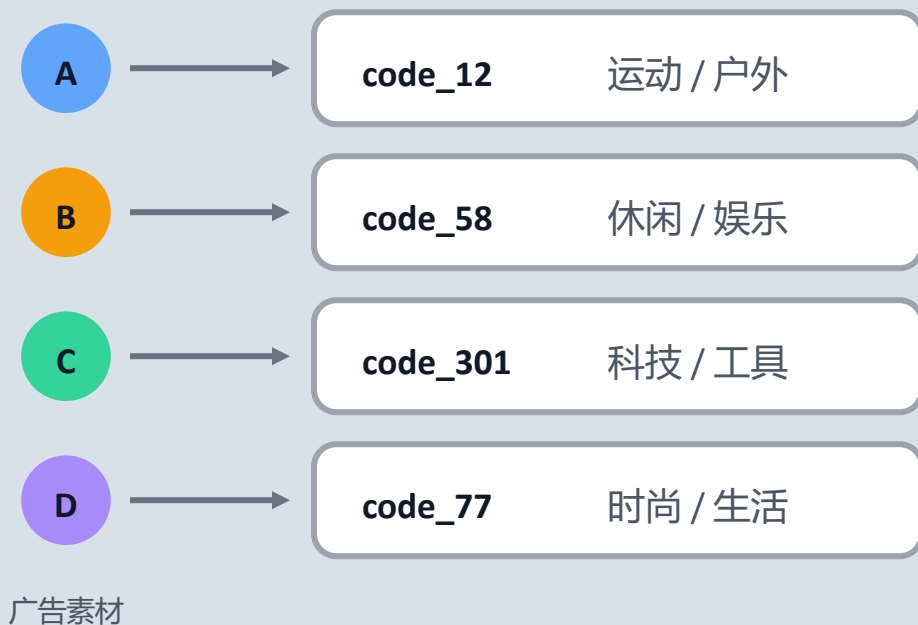 A code_12 运动 / 户外
B code_58 休闲 / 娱乐
C code_301 科技 / 工具
D code_77 时尚 / 生活
广告素材